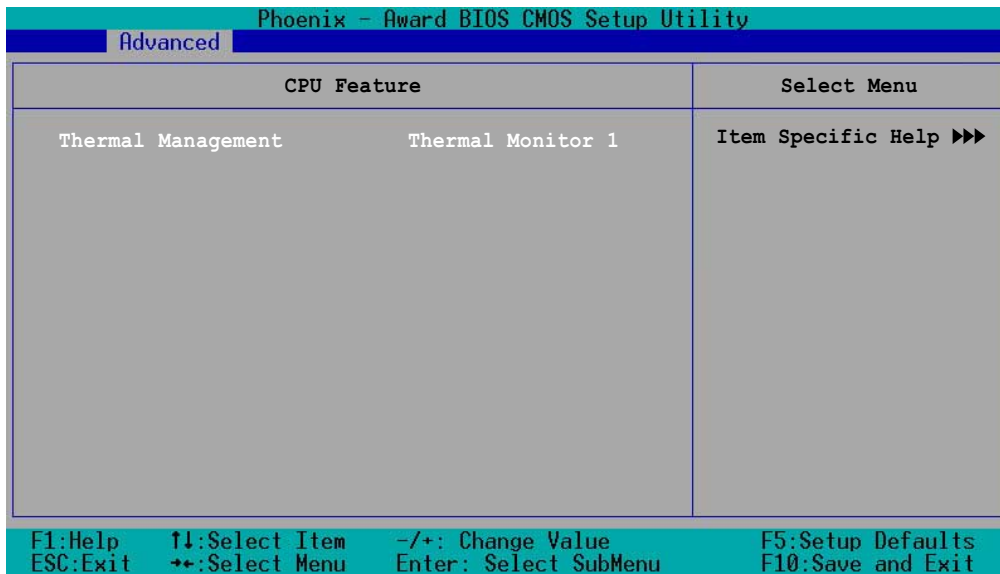 Phoenix - Award BIOS CMOS Setup Utility
Advanced
CPU Feature
Select Menu
Thermal Management Thermal Monitor 1
Item Specific Help ▶▶▶
F1:Help ↑↓:Select Item -/+: Change Value F5:Setup Defaults
ESC:Exit →←:Select Menu Enter: Select SubMenu F10:Save and Exit